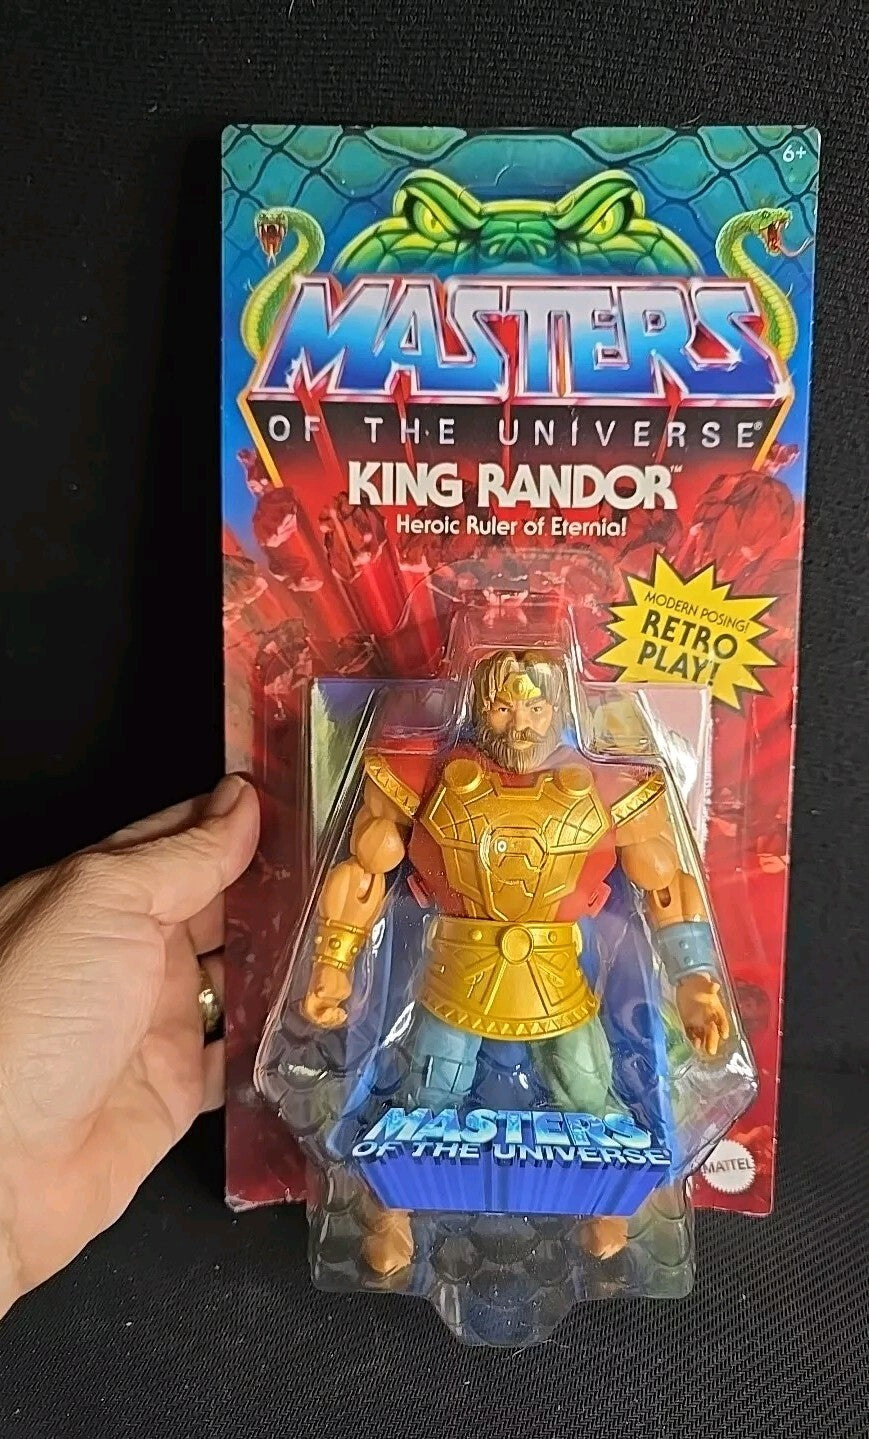 6+
MASTERS
OF THE UNIVERSE®
KING RANDOR™
Heroic Ruler of Eternia!
MODERN POSING!
RETRO
PLAY!
MASTERS
OF THE UNIVERSE
MATTEL